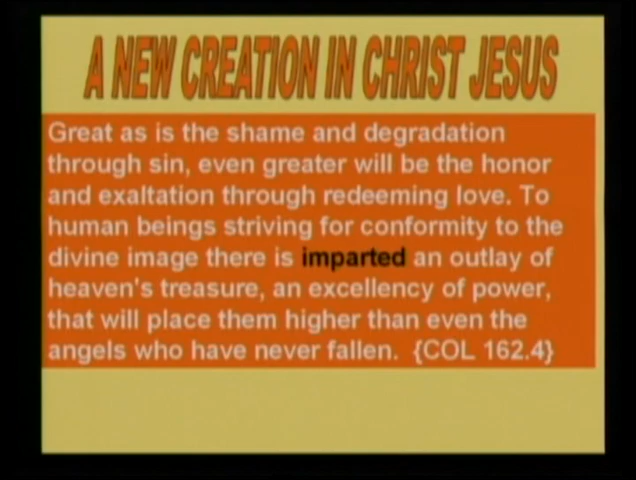 A NEW CREATION IN CHRIST JESUS
Great as is the shame and degradation
through sin, even greater will be the honor
and exaltation through redeeming love. To
human beings striving for conformity to the
divine image there is imparted an outlay of
heaven's treasure, an excellency of power,
that will place them higher than even the
angels who have never fallen. {COL 162.4}